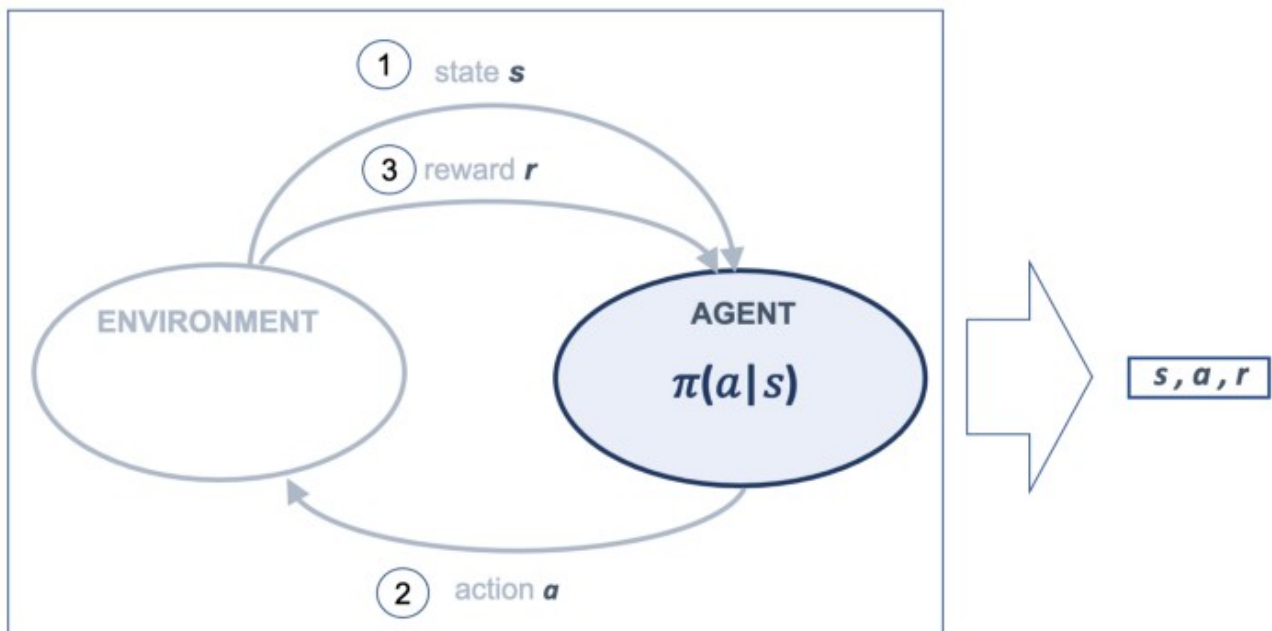 1 state s
3 reward r
ENVIRONMENT
AGENT
π(a|s)
s , a , r
2 action a